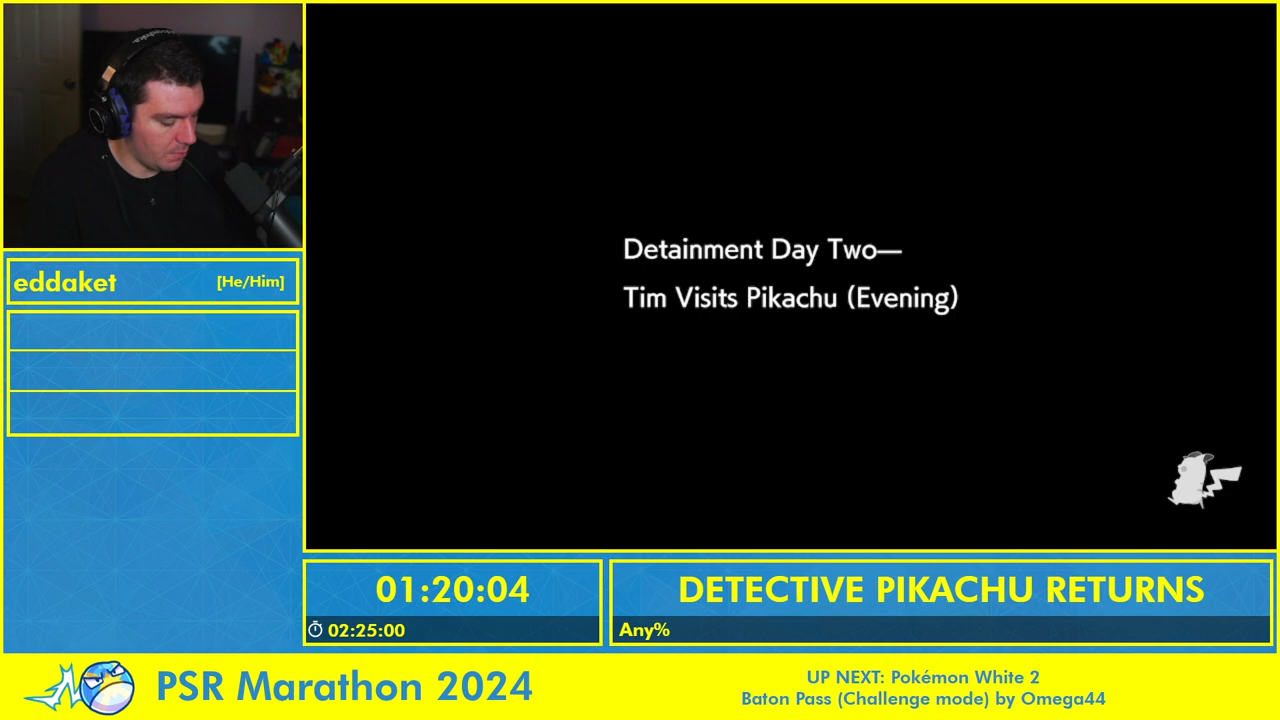 eddaket
[He/Him]
Detainment Day Two—
Tim Visits Pikachu (Evening)
01:20:04
02:25:00
DETECTIVE PIKACHU RETURNS
Any%
PSR Marathon 2024
UP NEXT: Pokémon White 2
Baton Pass (Challenge mode) by Omega44